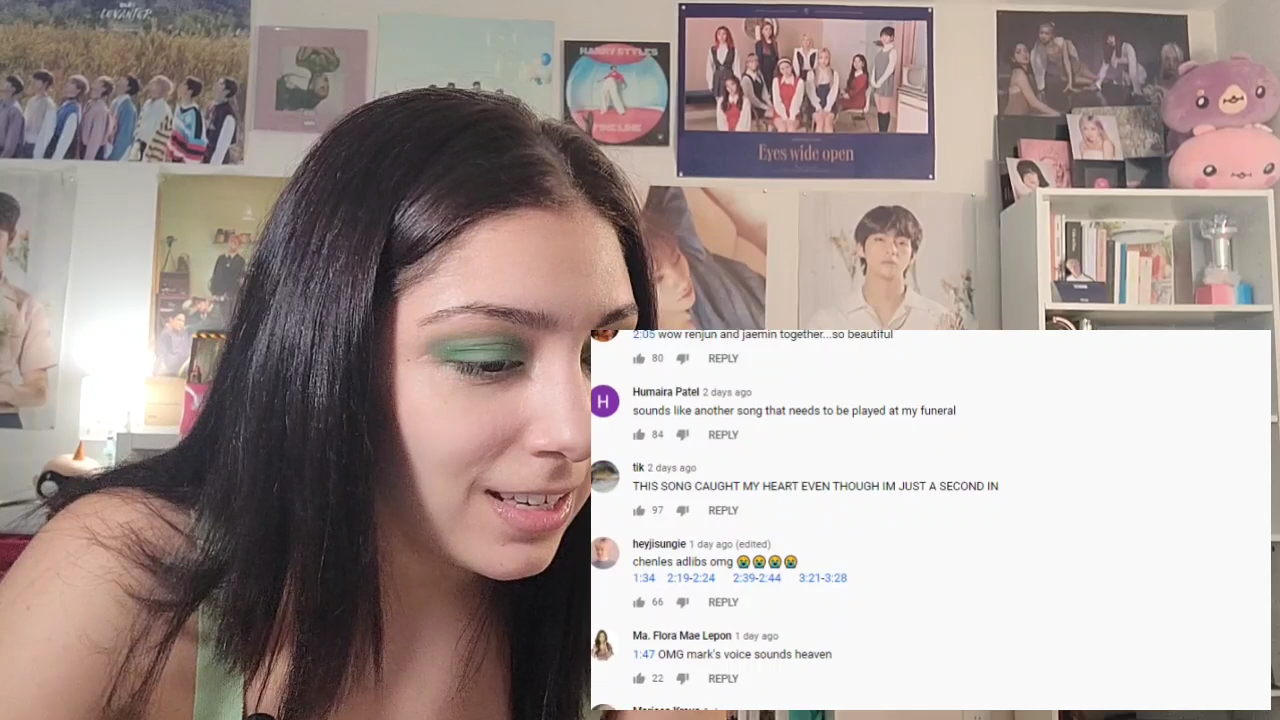 LEVANTER
HARRY STYLES
FINE LINE
Eyes wide open
2:05 wow renjun and jaemin together...so beautiful
80 REPLY
H
Humaira Patel 2 days ago
sounds like another song that needs to be played at my funeral
84 REPLY
tik 2 days ago
THIS SONG CAUGHT MY HEART EVEN THOUGH IM JUST A SECOND IN
97 REPLY
heyjisungie 1 day ago (edited)
chenles adlibs omg 😭😭😭😭
1:34 2:19-2:24 2:39-2:44 3:21-3:28
66 REPLY
Ma. Flora Mae Lepon 1 day ago
1:47 OMG mark's voice sounds heaven
22 REPLY